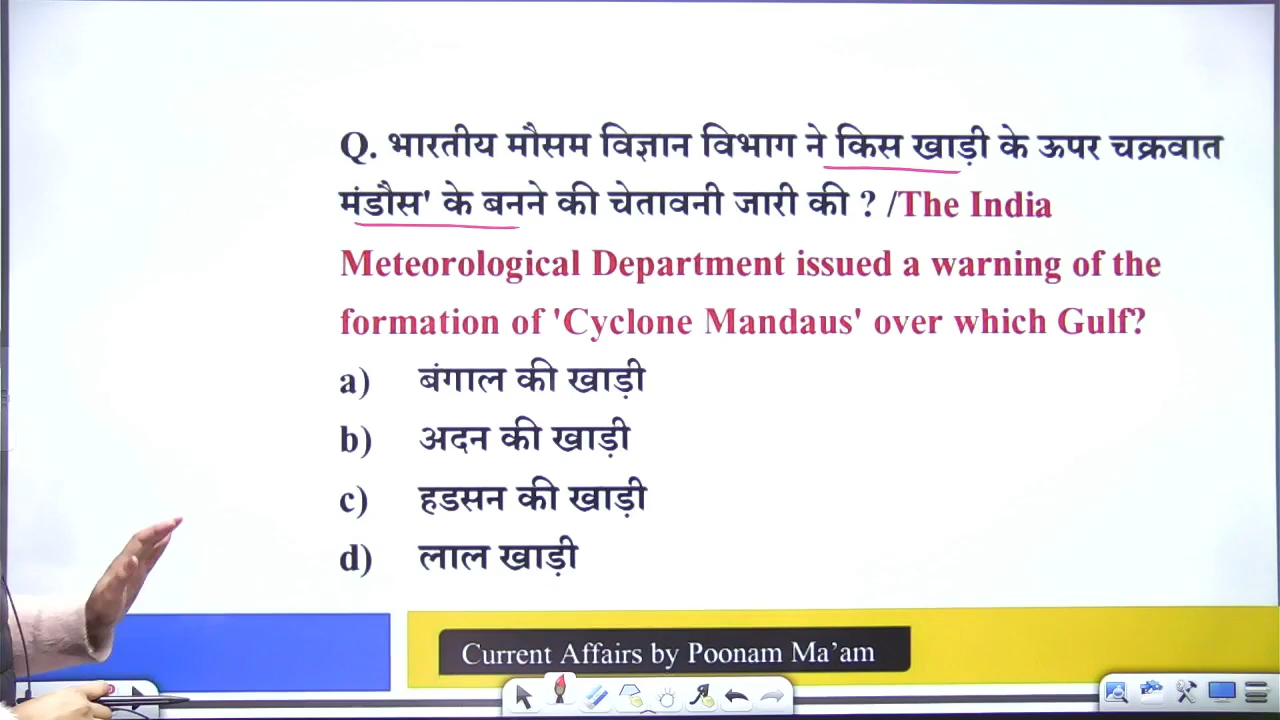 Q. भारतीय मौसम विज्ञान विभाग ने किस खाड़ी के ऊपर चक्रवात
मंडौस' के बनने की चेतावनी जारी की ? /The India
Meteorological Department issued a warning of the
formation of 'Cyclone Mandaus' over which Gulf?
a) बंगाल की खाड़ी
b) अदन की खाड़ी
c) हडसन की खाड़ी
d) लाल खाड़ी
Current Affairs by Poonam Ma’am